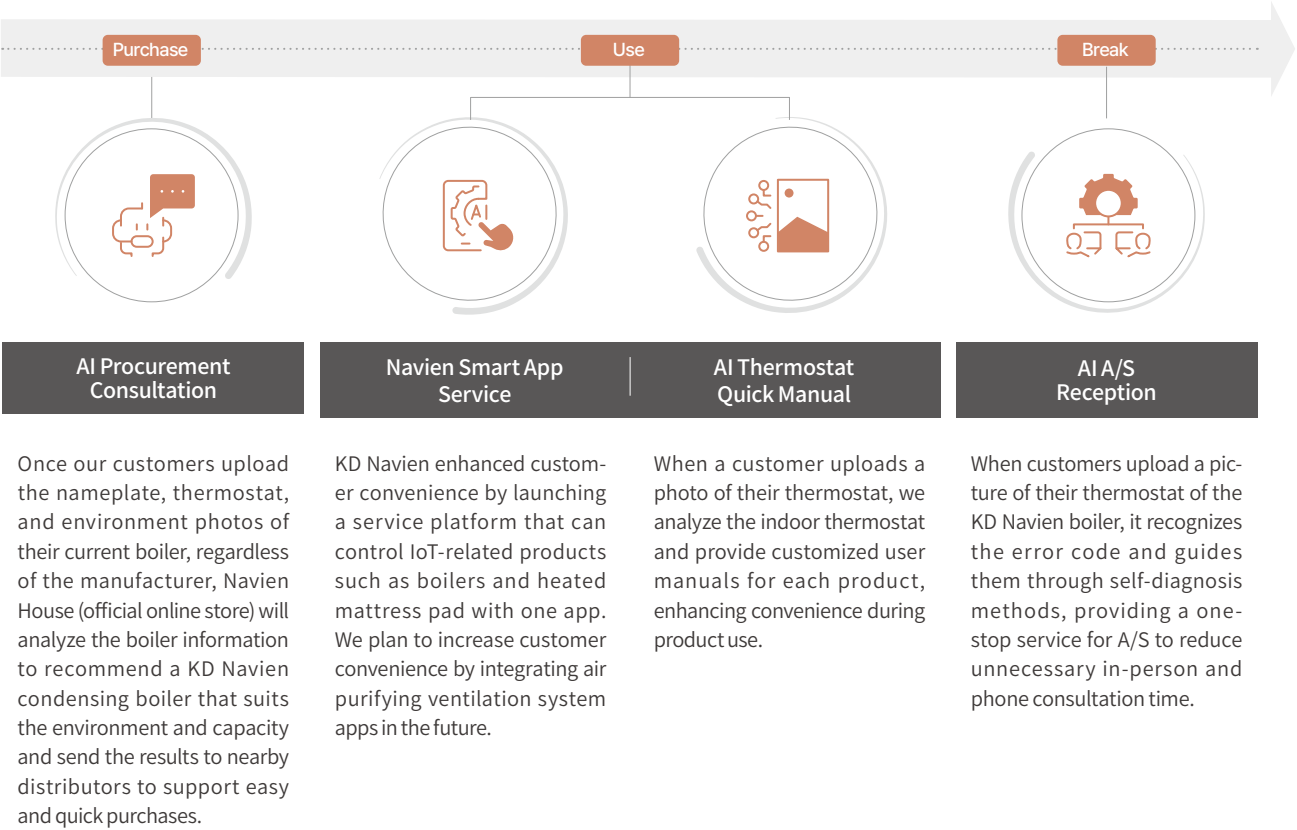 Purchase
Use
Break
AI
AI Procurement
Consultation
Navien Smart App
Service
AI Thermostat
Quick Manual
AI A/S
Reception
Once our customers upload
the nameplate, thermostat,
and environment photos of
their current boiler, regardless
of the manufacturer, Navien
House (official online store) will
analyze the boiler information
to recommend a KD Navien
condensing boiler that suits
the environment and capacity
and send the results to nearby
distributors to support easy
and quick purchases.
KD Navien enhanced custom-
er convenience by launching
a service platform that can
control IoT-related products
such as boilers and heated
mattress pad with one app.
We plan to increase customer
convenience by integrating air
purifying ventilation system
apps in the future.
When a customer uploads a
photo of their thermostat, we
analyze the indoor thermostat
and provide customized user
manuals for each product,
enhancing convenience during
product use.
When customers upload a pic-
ture of their thermostat of the
KD Navien boiler, it recognizes
the error code and guides
them through self-diagnosis
methods, providing a one-
stop service for A/S to reduce
unnecessary in-person and
phone consultation time.